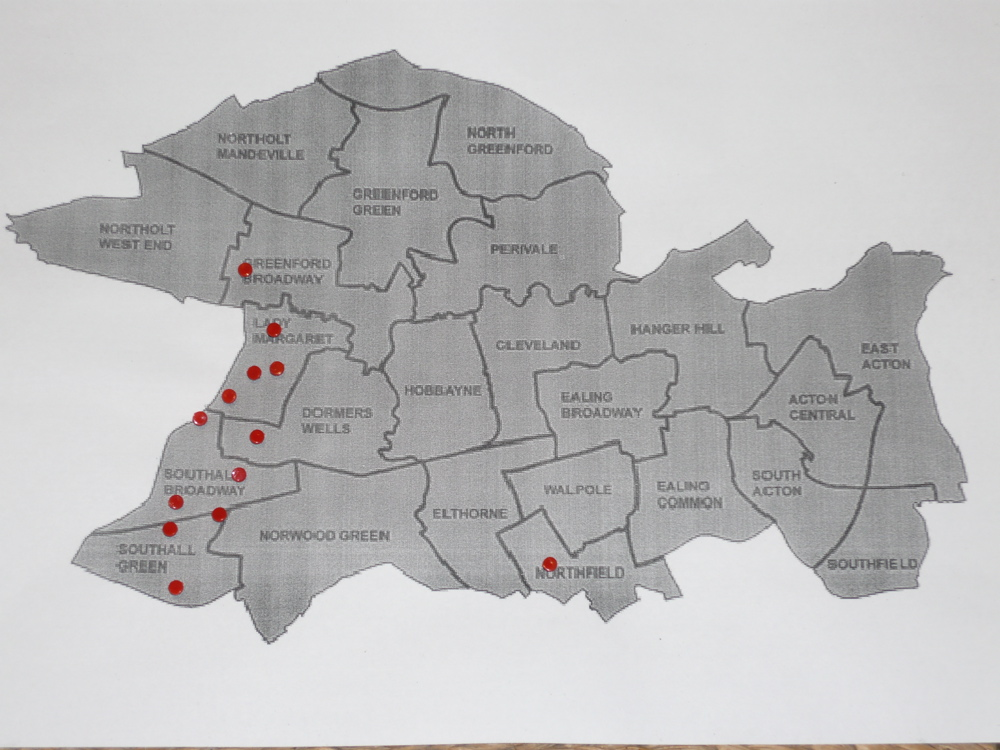 NORTHOLT
MANDEVILLE
NORTH
GREENFORD
GREENFORD
GREEN
NORTHOLT
WEST END
PERIVALE
GREENFORD
BROADWAY
LADY
MARGARET
HANGER HILL
CLEVELAND
EAST
ACTON
HOBBAYNE
EALING
BROADWAY
ACTON
CENTRAL
DORMERS
WELLS
SOUTHALL
BROADWAY
WALPOLE
EALING
COMMON
SOUTH
ACTON
ELTHORNE
NORWOOD GREEN
SOUTHALL
GREEN
NORTHFIELD
SOUTHFIELD